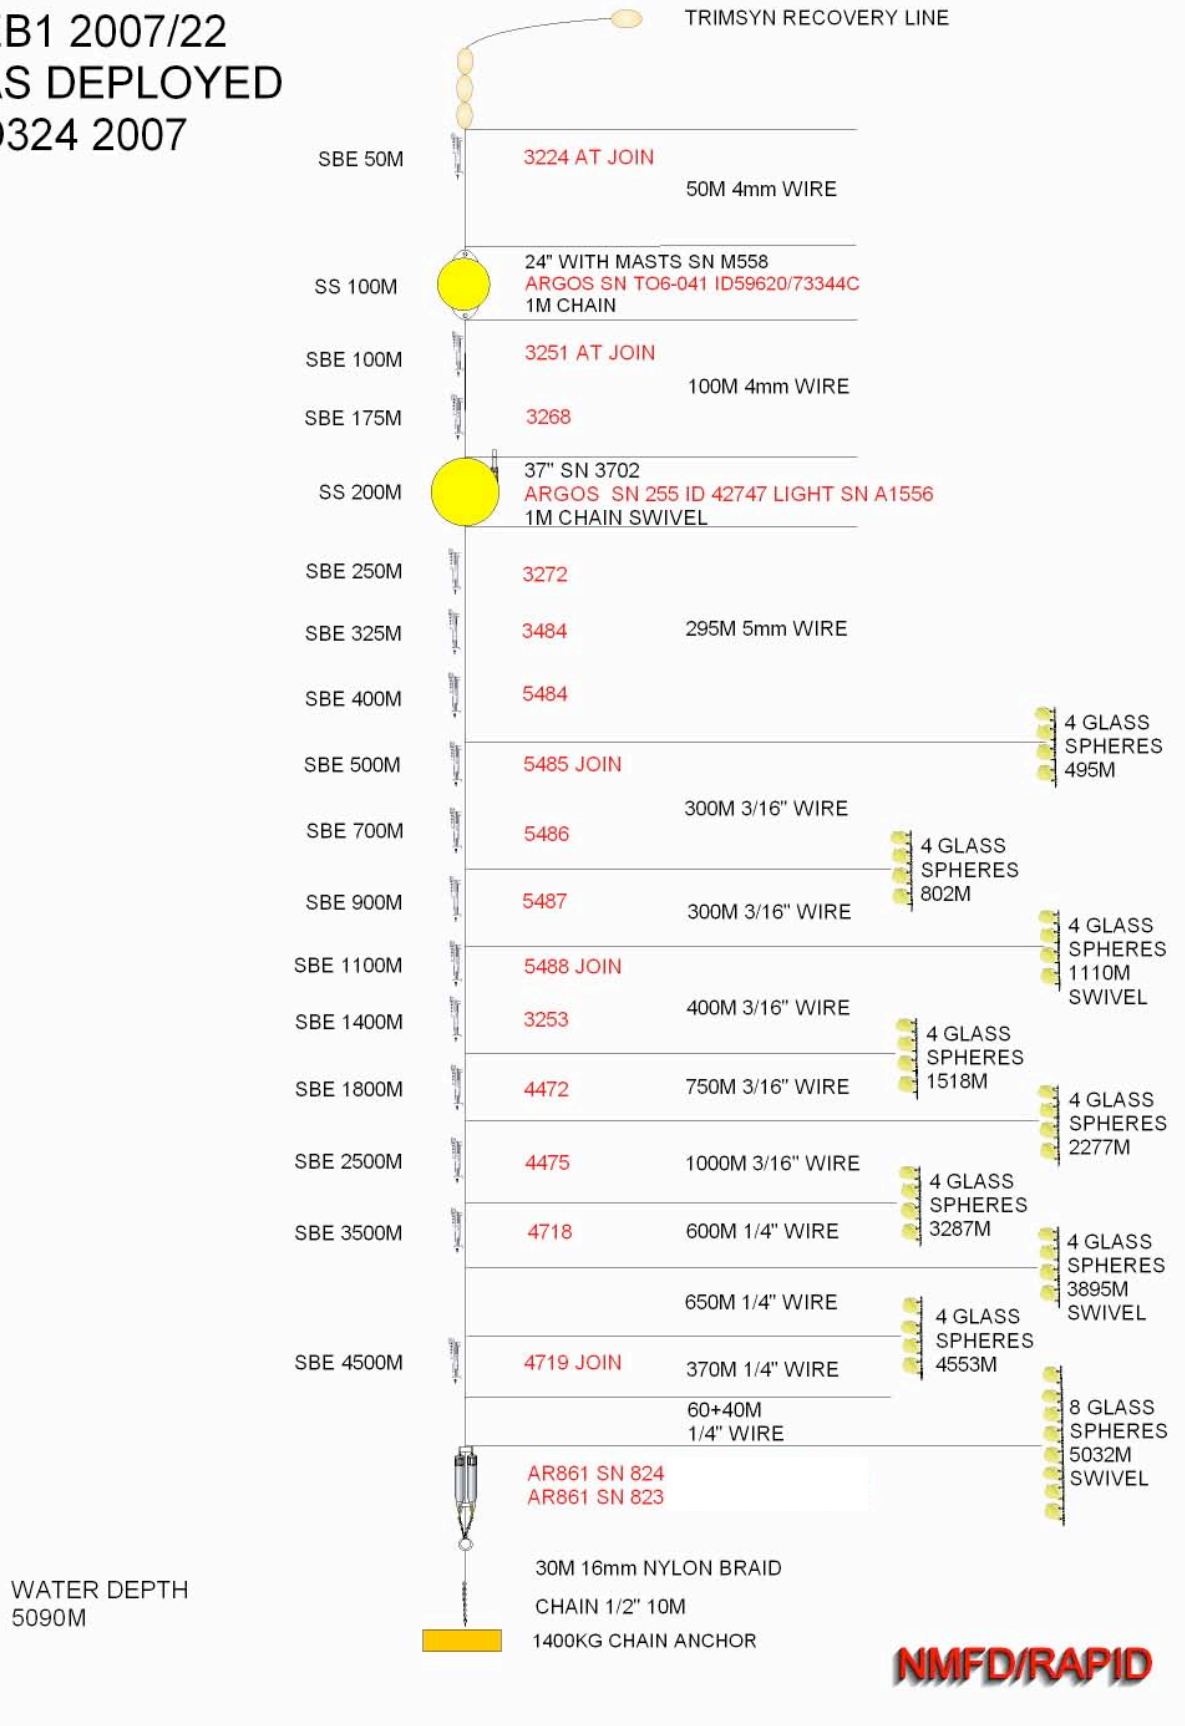 B1 2007/22
S DEPLOYED
324 2007
TRIMSYN RECOVERY LINE
SBE 50M
3224 AT JOIN
50M 4mm WIRE
SS 100M
24" WITH MASTS SN M558
ARGOS SN TO6-041 ID59620/73344C
1M CHAIN
SBE 100M
3251 AT JOIN
100M 4mm WIRE
SBE 175M
3268
SS 200M
37" SN 3702
ARGOS SN 255 ID 42747 LIGHT SN A1556
1M CHAIN SWIVEL
SBE 250M
3272
SBE 325M
3484
295M 5mm WIRE
SBE 400M
5484
4 GLASS
SPHERES
495M
SBE 500M
5485 JOIN
300M 3/16" WIRE
SBE 700M
5486
4 GLASS
SPHERES
802M
SBE 900M
5487
300M 3/16" WIRE
4 GLASS
SPHERES
1110M
SWIVEL
SBE 1100M
5488 JOIN
400M 3/16" WIRE
SBE 1400M
3253
4 GLASS
SPHERES
1518M
SBE 1800M
4472
750M 3/16" WIRE
4 GLASS
SPHERES
2277M
SBE 2500M
4475
1000M 3/16" WIRE
4 GLASS
SPHERES
3287M
SBE 3500M
4718
600M 1/4" WIRE
4 GLASS
SPHERES
3895M
SWIVEL
650M 1/4" WIRE
4 GLASS
SPHERES
4553M
SBE 4500M
4719 JOIN
370M 1/4" WIRE
60+40M
1/4" WIRE
8 GLASS
SPHERES
5032M
SWIVEL
AR861 SN 824
AR861 SN 823
30M 16mm NYLON BRAID
WATER DEPTH
5090M
CHAIN 1/2" 10M
1400KG CHAIN ANCHOR
NMFD/RAPID